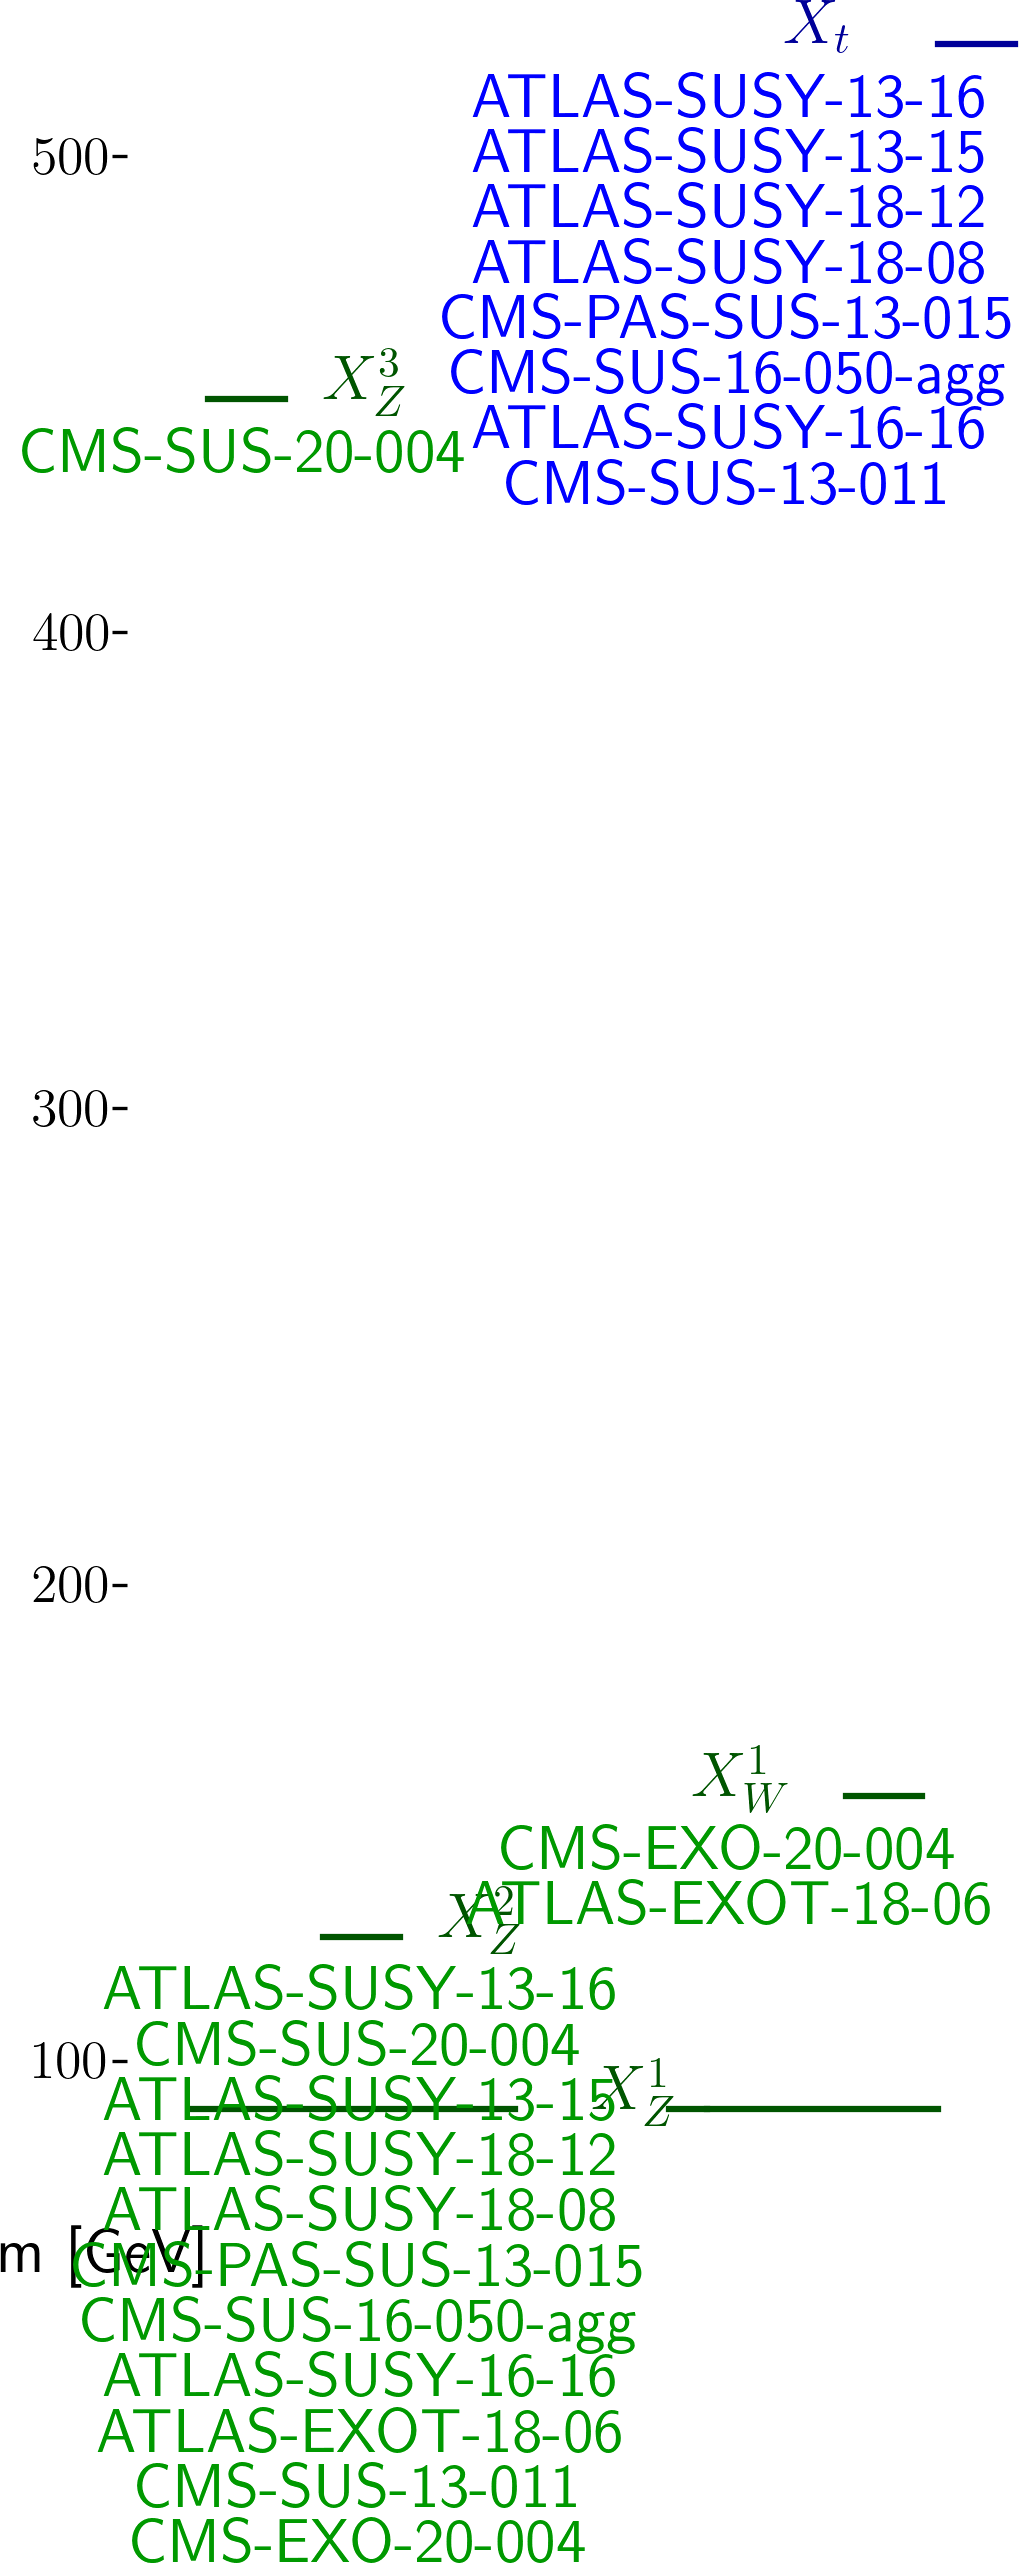 X_t
ATLAS-SUSY-13-16
500-
ATLAS-SUSY-13-15
ATLAS-SUSY-18-12
ATLAS-SUSY-18-08
CMS-PAS-SUS-13-015
X_Z^3
CMS-SUS-16-050-agg
ATLAS-SUSY-16-16
CMS-SUS-20-004
CMS-SUS-13-011
400-
300-
200-
X_W^1
CMS-EXO-20-004
ATLAS-EXOT-18-06
X_Z^2
ATLAS-SUSY-13-16
CMS-SUS-20-004
100-
X_Z^1
ATLAS-SUSY-13-15
ATLAS-SUSY-18-12
ATLAS-SUSY-18-08
m [GeV]
CMS-PAS-SUS-13-015
CMS-SUS-16-050-agg
ATLAS-SUSY-16-16
ATLAS-EXOT-18-06
CMS-SUS-13-011
CMS-EXO-20-004